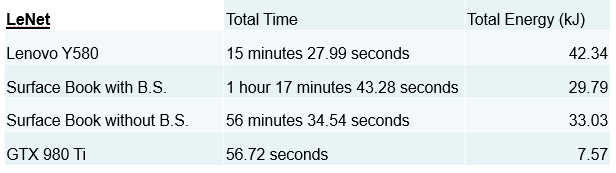 LeNet Total Time Total Energy (kJ)
Lenovo Y580 15 minutes 27.99 seconds 42.34
Surface Book with B.S. 1 hour 17 minutes 43.28 seconds 29.79
Surface Book without B.S. 56 minutes 34.54 seconds 33.03
GTX 980 Ti 56.72 seconds 7.57